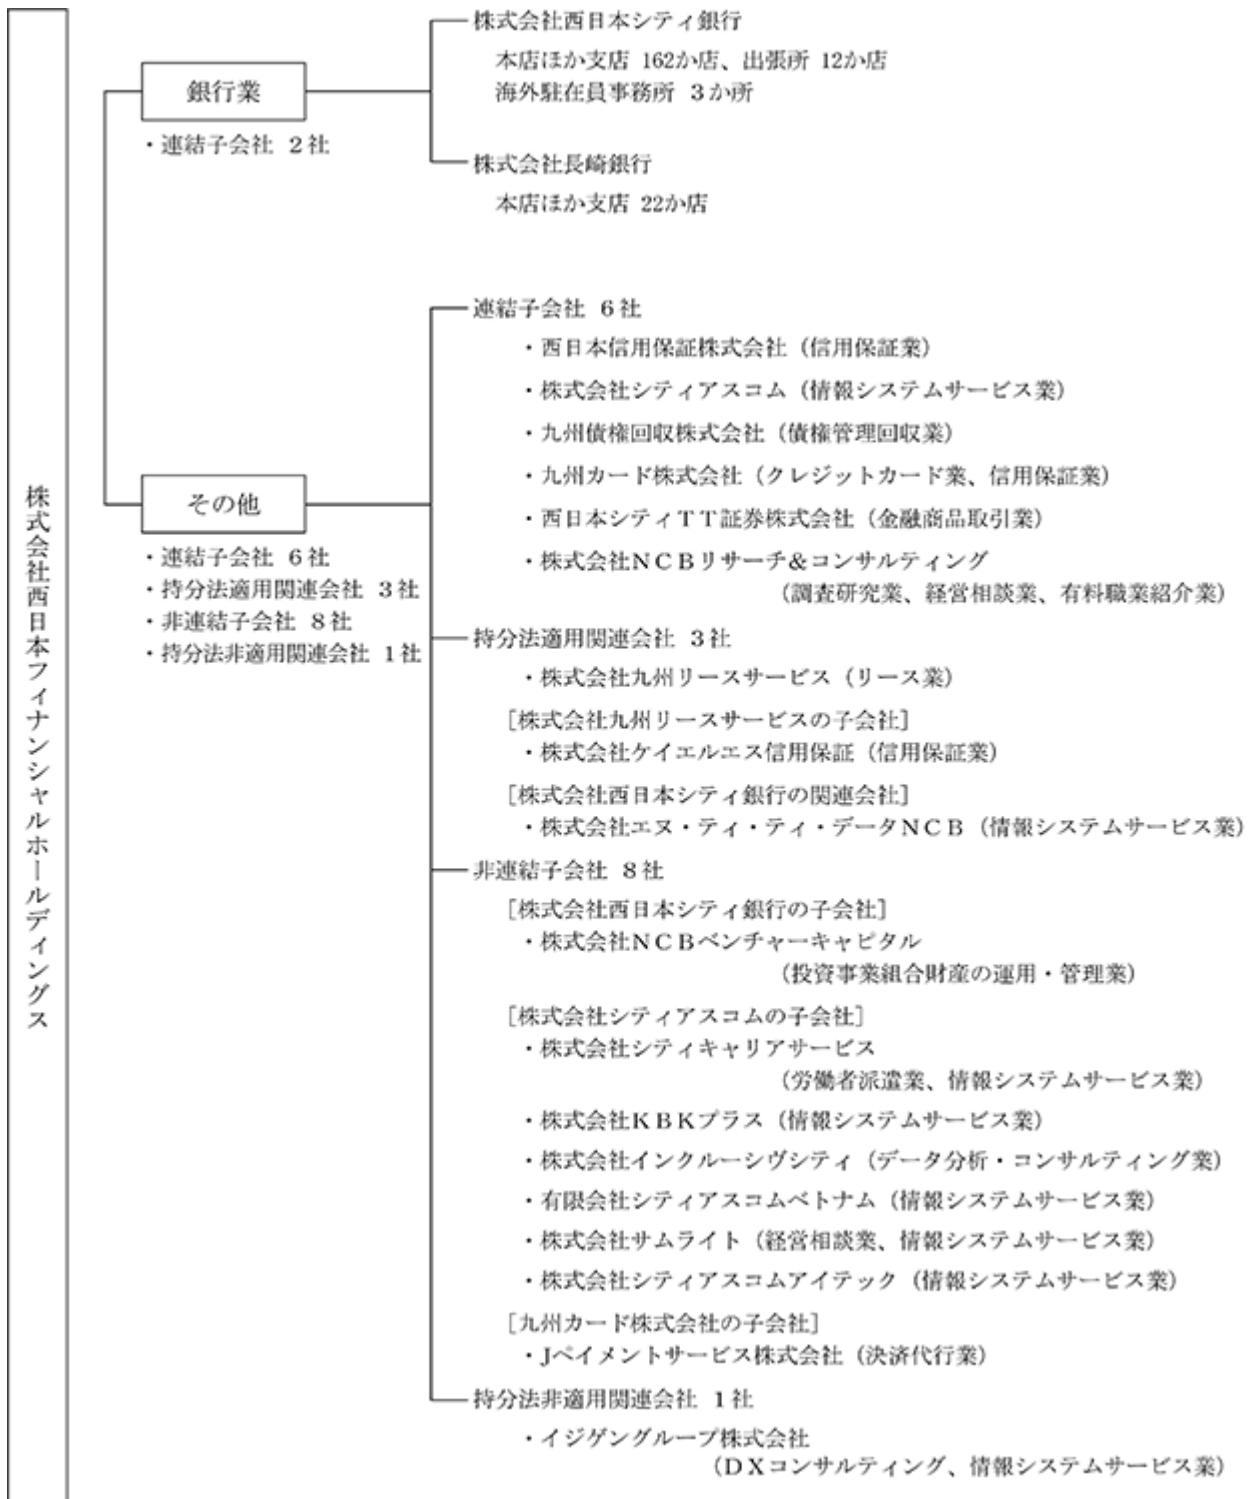 株式会社西日本フィナンシャルホールディングス
銀行業
・連結子会社 2社
株式会社西日本シティ銀行
本店ほか支店 162か店、出張所 12か店
海外駐在員事務所 3か所
株式会社長崎銀行
本店ほか支店 22か店
その他
・連結子会社 6社
・持分法適用関連会社 3社
・非連結子会社 8社
・持分法非適用関連会社 1社
連結子会社 6社
・西日本信用保証株式会社（信用保証業）
・株式会社シティアスコム（情報システムサービス業）
・九州債権回収株式会社（債権管理回収業）
・九州カード株式会社（クレジットカード業、信用保証業）
・西日本シティＴＴ証券株式会社（金融商品取引業）
・株式会社ＮＣＢリサーチ&コンサルティング
（調査研究業、経営相談業、有料職業紹介業）
持分法適用関連会社 3社
・株式会社九州リースサービス（リース業）
［株式会社九州リースサービスの子会社］
・株式会社ケイエルエス信用保証（信用保証業）
［株式会社西日本シティ銀行の関連会社］
・株式会社エヌ・ティ・ティ・データＮＣＢ（情報システムサービス業）
非連結子会社 8社
［株式会社西日本シティ銀行の子会社］
・株式会社ＮＣＢベンチャーキャピタル
（投資事業組合財産の運用・管理業）
［株式会社シティアスコムの子会社］
・株式会社シティキャリアサービス
（労働者派遣業、情報システムサービス業）
・株式会社ＫＢＫプラス（情報システムサービス業）
・株式会社インクルーシヴシティ（データ分析・コンサルティング業）
・有限会社シティアスコムベトナム（情報システムサービス業）
・株式会社サムライト（経営相談業、情報システムサービス業）
・株式会社シティアスコムアイテック（情報システムサービス業）
［九州カード株式会社の子会社］
・Jペイメントサービス株式会社（決済代行業）
持分法非適用関連会社 1社
・イジゲングループ株式会社
（ＤＸコンサルティング、情報システムサービス業）